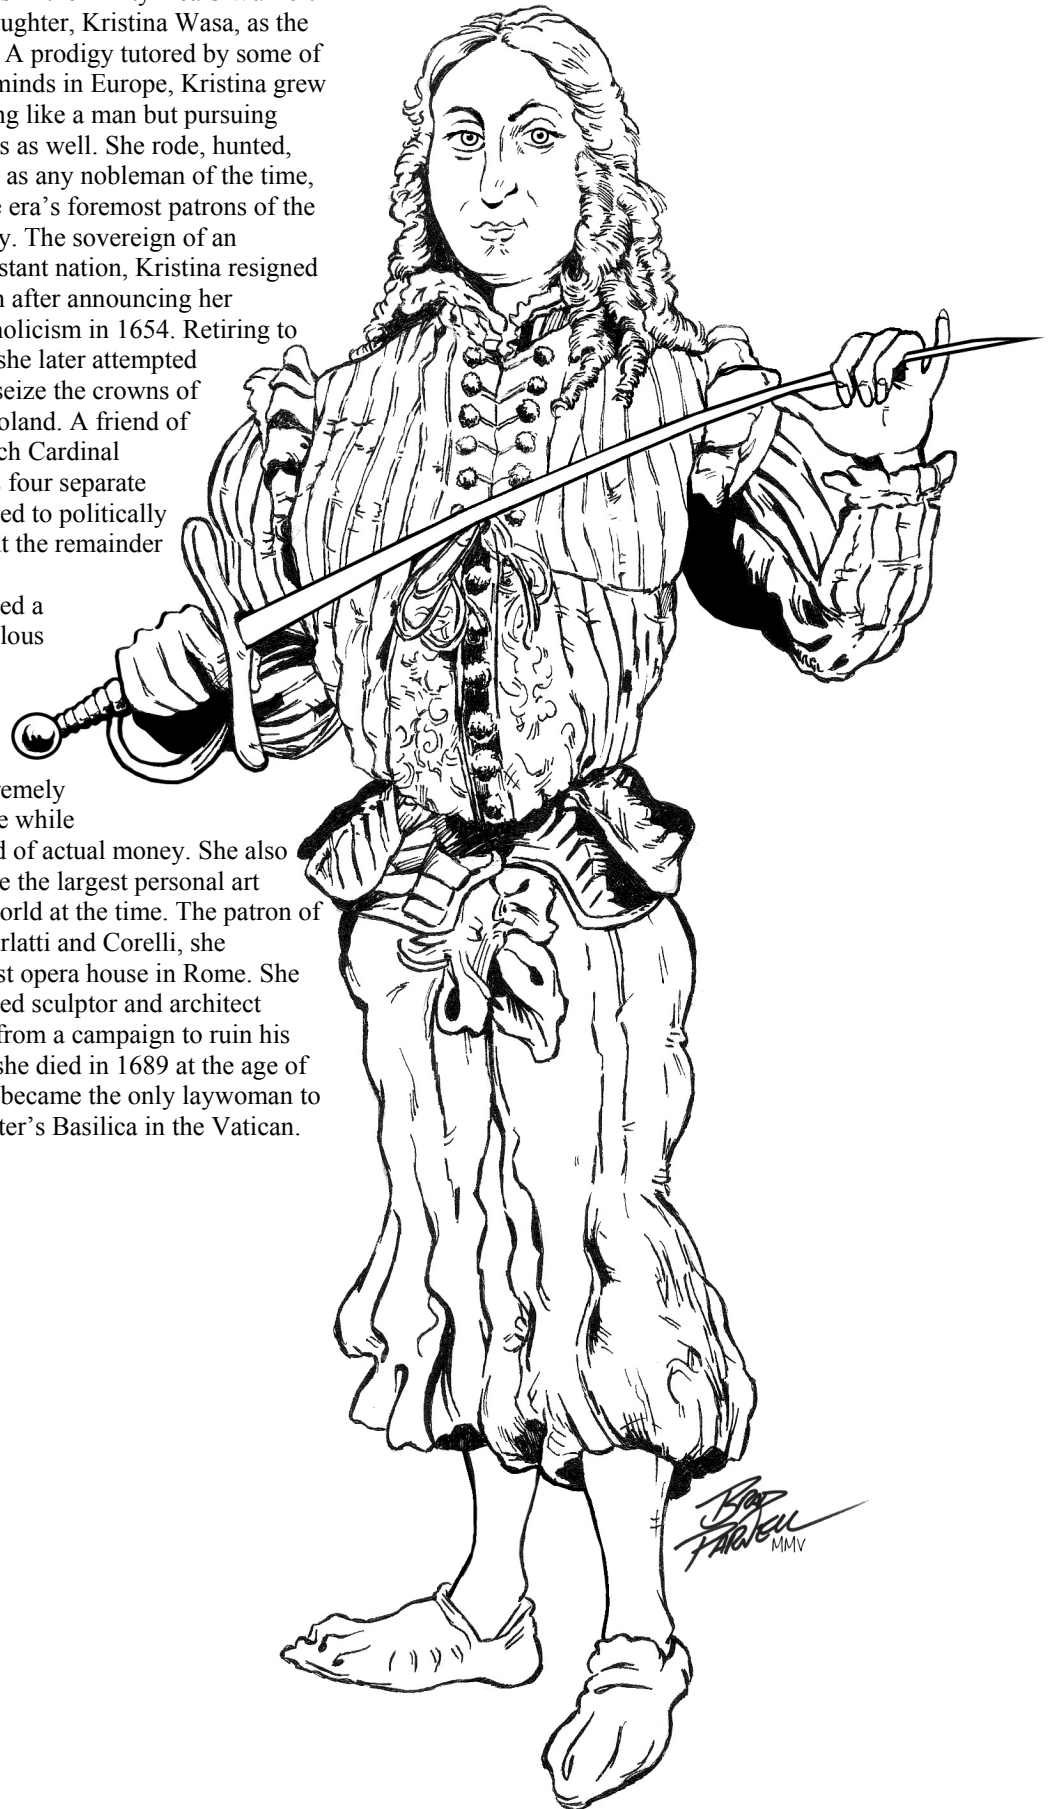 aughter, Kristina Wasa, as the
A prodigy tutored by some of
minds in Europe, Kristina grew
ng like a man but pursuing
s as well. She rode, hunted,
as any nobleman of the time,
e era’s foremost patrons of the
y. The sovereign of an
stant nation, Kristina resigned
n after announcing her
holicism in 1654. Retiring to
she later attempted
seize the crowns of
oland. A friend of
ch Cardinal
s four separate
ed to politically
t the remainder
ed a
lous
remely
e while
d of actual money. She also
e the largest personal art
orld at the time. The patron of
rlatti and Corelli, she
st opera house in Rome. She
ed sculptor and architect
from a campaign to ruin his
she died in 1689 at the age of
became the only laywoman to
ter’s Basilica in the Vatican.
BRAD
PARNELL
MMV